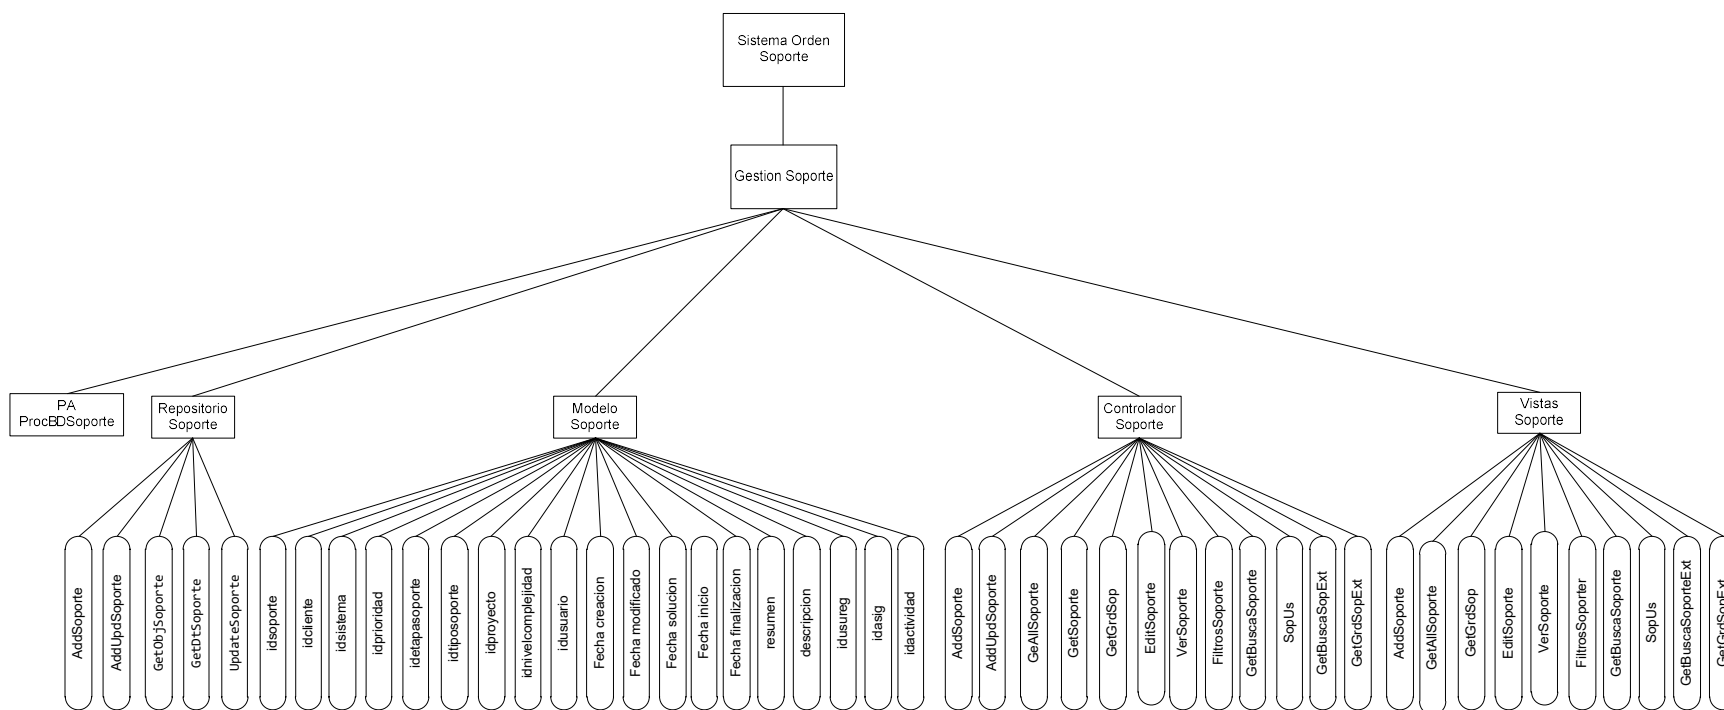 Sistema Orden
Soporte
Gestion Soporte
PA
ProcBDSoporte
Repositorio
Soporte
Modelo
Soporte
Controlador
Soporte
Vistas
Soporte
AddSoporte
AddUpdSoporte
GetObjSoporte
GetDtSoporte
UpdateSoporte
idsoporte
idcliente
idsistema
idprioridad
idetapasoporte
idtiposoporte
idproyecto
idnivelcomplejidad
idusuario
Fecha creacion
Fecha modificado
Fecha solucion
Fecha inicio
Fecha finalizacion
resumen
descripcion
idusureg
idasig
idactividad
AddSoporte
AddUpdSoporte
GeAllSoporte
GetSoporte
GetGrdSop
EditSoporte
VerSoporte
FiltrosSoporte
GetBuscaSoporte
SopUs
GetBuscaSopExt
GetGrdSopExt
AddSoporte
GetAllSoporte
GetGrdSop
EditSoporte
VerSoporte
FiltrosSoporter
GetBuscaSoporte
SopUs
GetBuscaSoporteExt
GetGrdSopExt